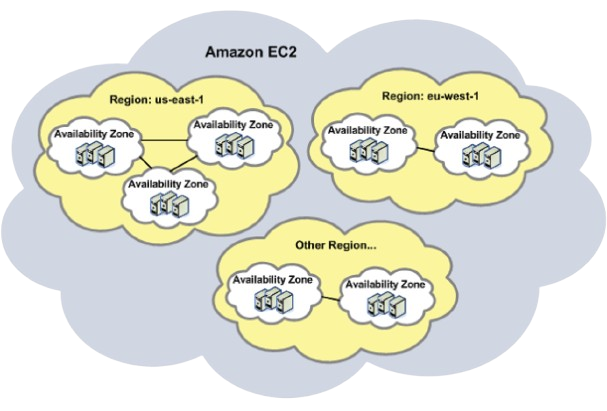 Amazon EC2
Region: us-east-1
Availability Zone
Availability Zone
Availability Zone
Region: eu-west-1
Availability Zone
Availability Zone
Other Region...
Availability Zone
Availability Zone